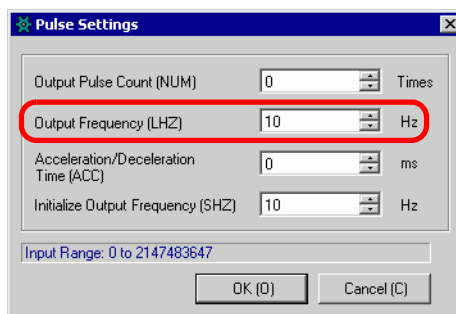 Pulse Settings
Output Pulse Count (NUM) 0 Times
Output Frequency (LHZ) 10 Hz
Acceleration/Deceleration
Time (ACC) 0 ms
Initialize Output Frequency (SHZ) 10 Hz
Input Range: 0 to 2147483647
OK (O) Cancel (C)